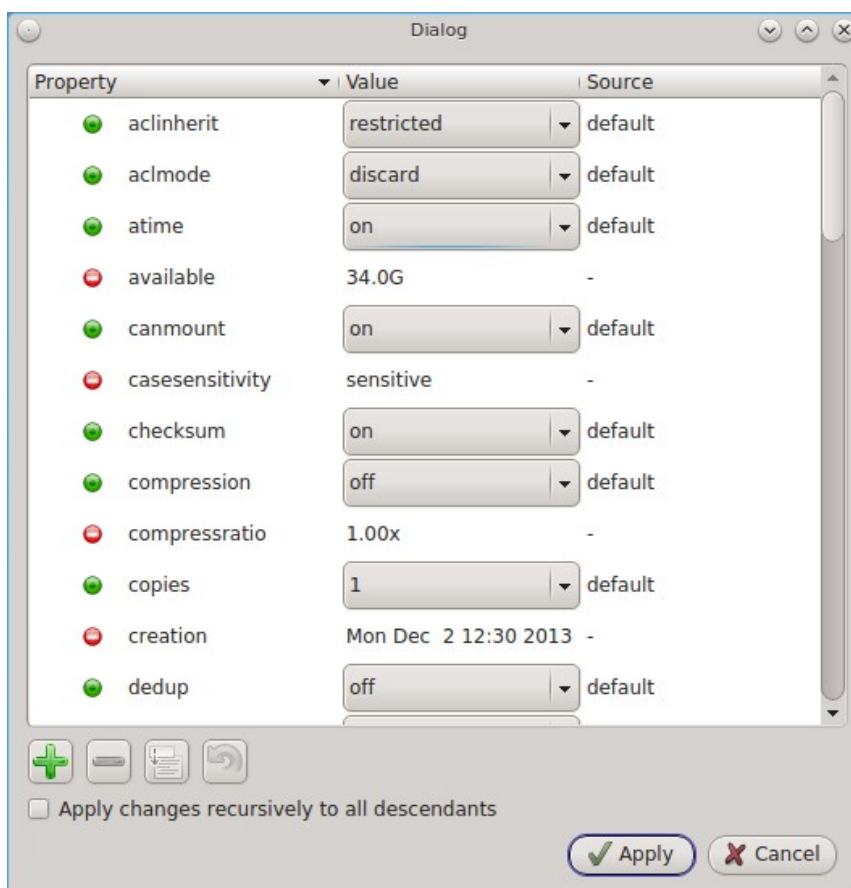 Dialog
Property Value Source
aclinherit restricted default
aclmode discard default
atime on default
available 34.0G -
canmount on default
casesensitivity sensitive -
checksum on default
compression off default
compressratio 1.00x -
copies 1 default
creation Mon Dec 2 12:30 2013 -
dedup off default
Apply changes recursively to all descendants
Apply Cancel